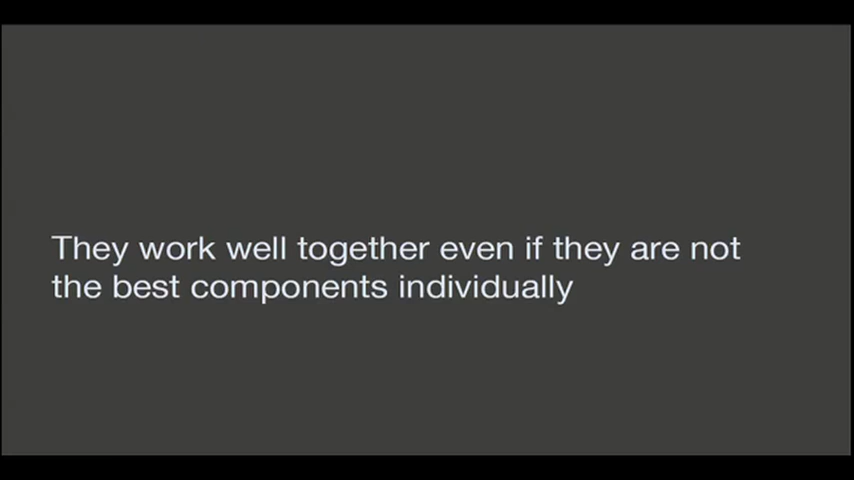 They work well together even if they are not
the best components individually